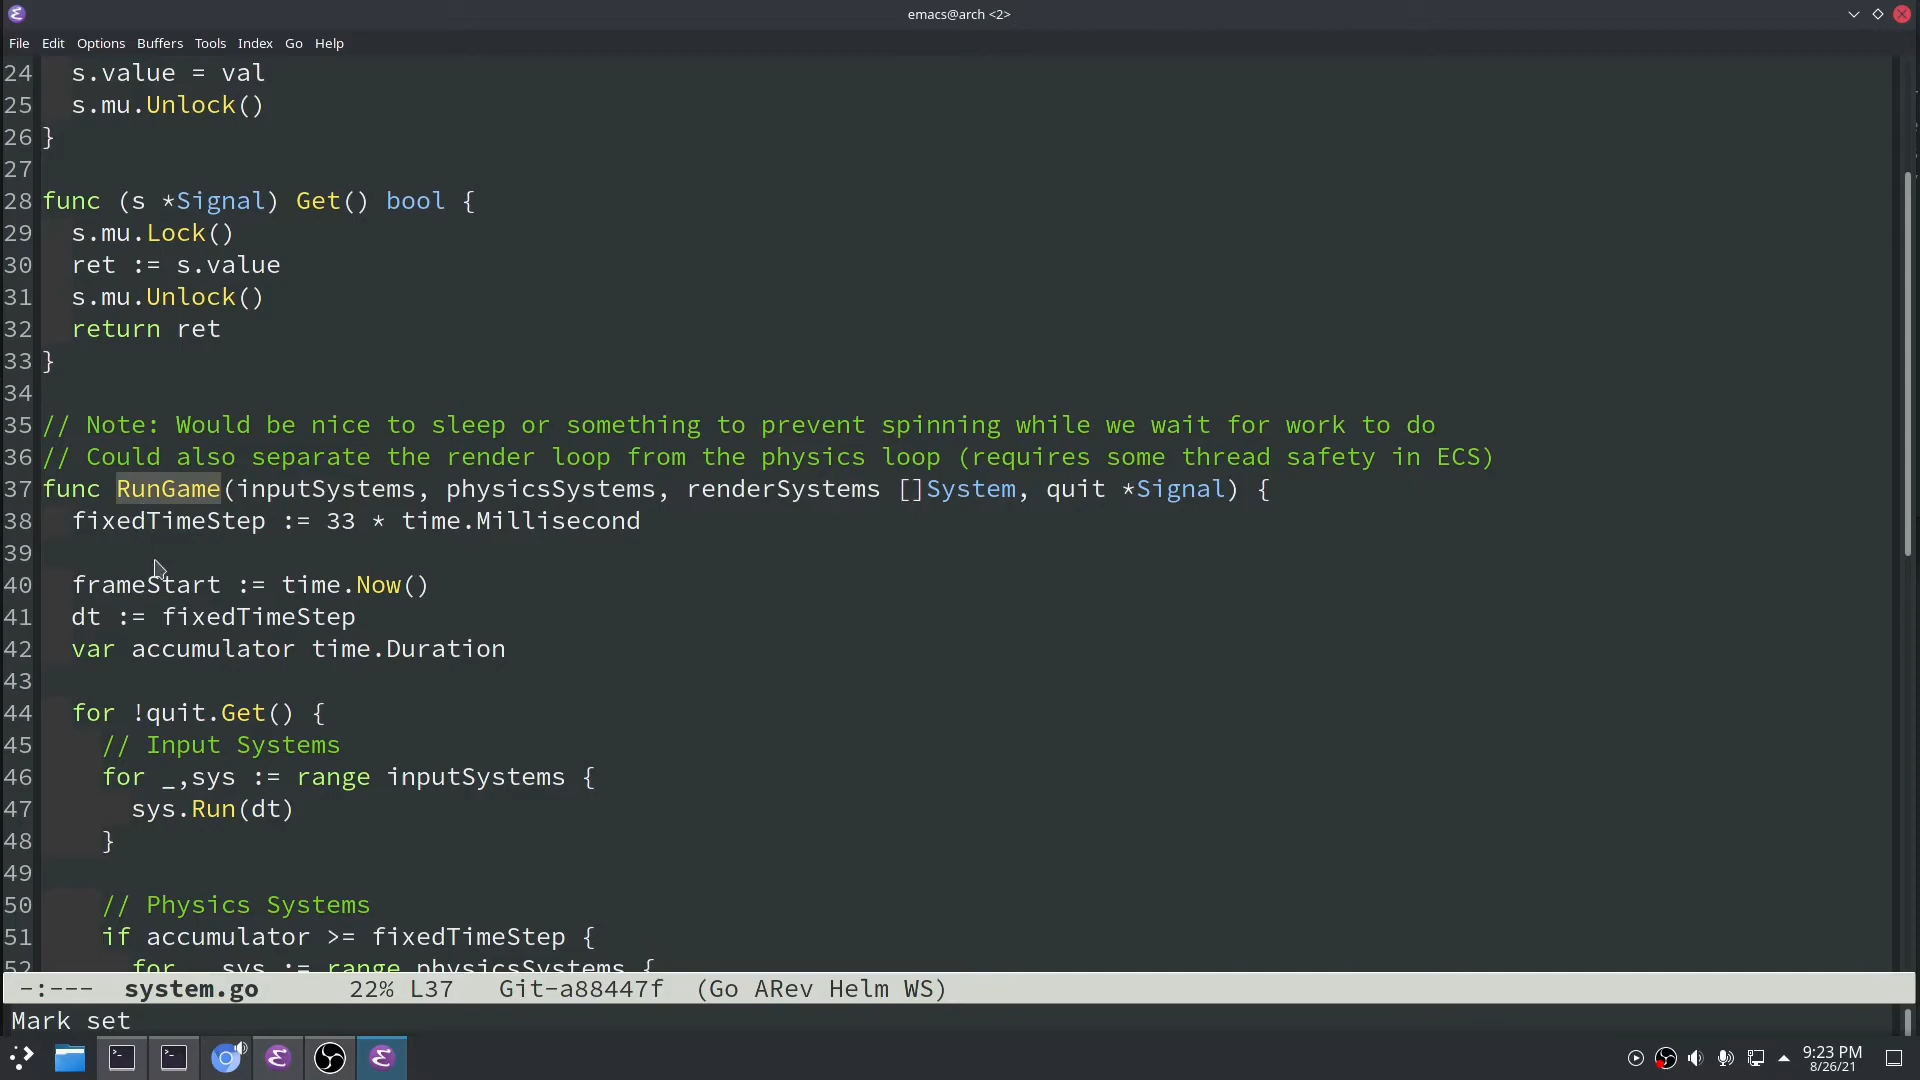 emacs@arch <2>
File Edit Options Buffers Tools Index Go Help
24   s.value = val
25   s.mu.Unlock()
26 }
27
28 func (s *Signal) Get() bool {
29   s.mu.Lock()
30   ret := s.value
31   s.mu.Unlock()
32   return ret
33 }
34
35 // Note: Would be nice to sleep or something to prevent spinning while we wait for work to do
36 // Could also separate the render loop from the physics loop (requires some thread safety in ECS)
37 func RunGame(inputSystems, physicsSystems, renderSystems []System, quit *Signal) {
38   fixedTimeStep := 33 * time.Millisecond
39
40   frameStart := time.Now()
41   dt := fixedTimeStep
42   var accumulator time.Duration
43
44   for !quit.Get() {
45     // Input Systems
46     for _,sys := range inputSystems {
47       sys.Run(dt)
48     }
49
50     // Physics Systems
51     if accumulator >= fixedTimeStep {
52       for _,sys := range physicsSystems {
-:---  system.go      22% L37   Git-a88447f  (Go ARev Helm WS)
Mark set
9:23 PM
8/26/21